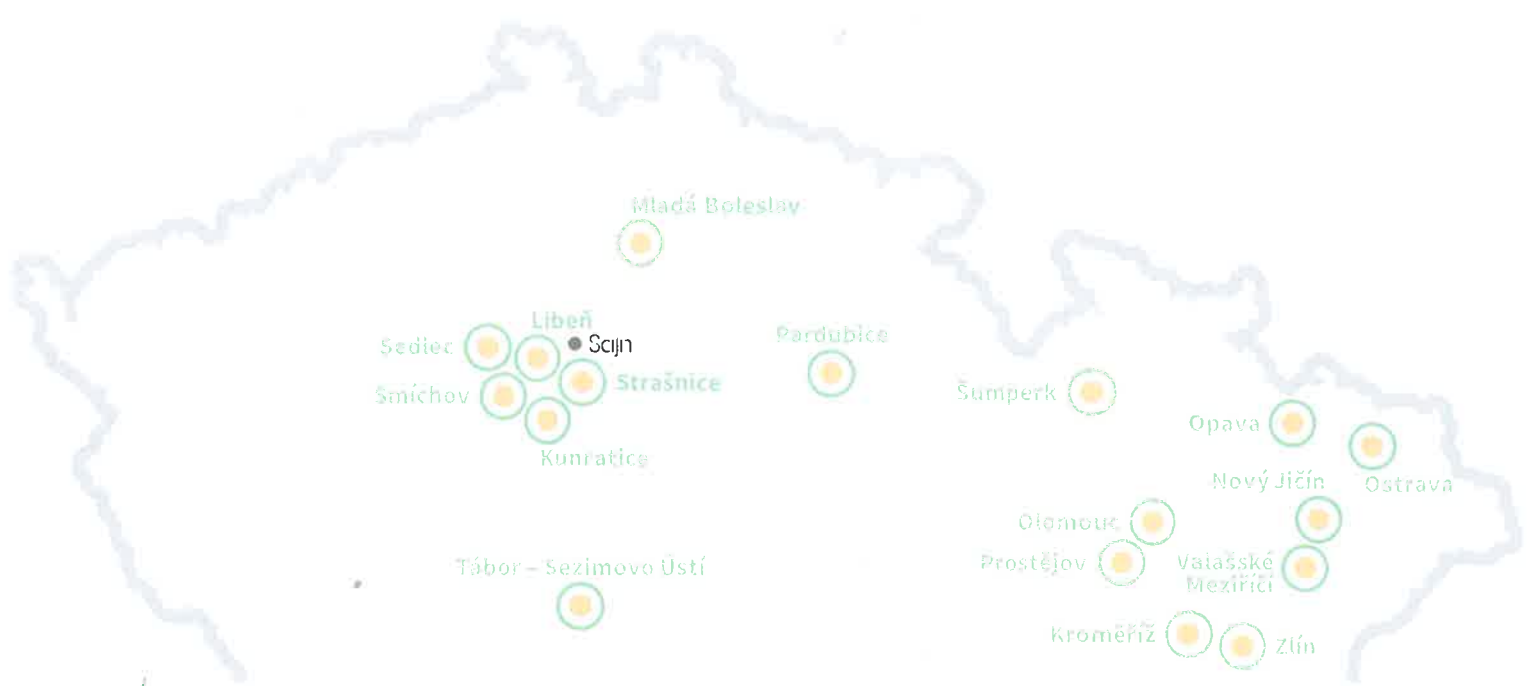 Mladá Boleslav
Libeň
Sedlec
Pardubice
Strašnice
Smíchov
Šumperk
Opava
Kunratice
Nový Jičín
Ostrava
Olomouc
Prostějov
Valašské
Meziříčí
Tábor – Sezimovo Ústí
Kroměříž
Zlín